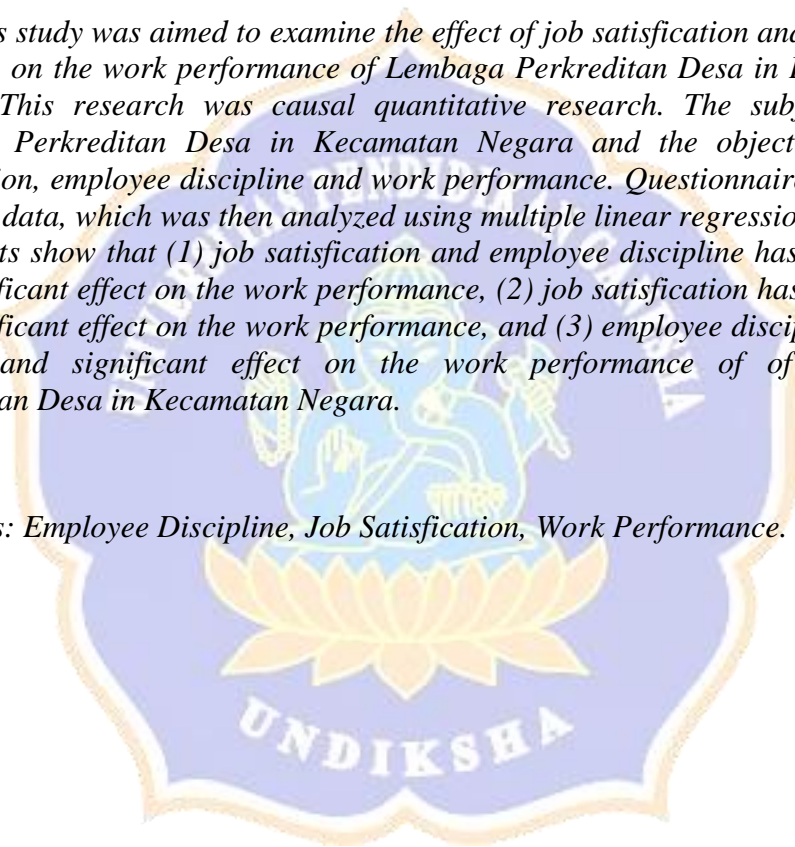 s study was aimed to examine the effect of job satisfication and
on the work performance of Lembaga Perkreditan Desa in
This research was causal quantitative research. The sub
Perkreditan Desa in Kecamatan Negara and the object
ion, employee discipline and work performance. Questionnaire
data, which was then analyzed using multiple linear regressio
ts show that (1) job satisfication and employee discipline has
ficant effect on the work performance, (2) job satisfication has
ficant effect on the work performance, and (3) employee discip
and significant effect on the work performance of of
an Desa in Kecamatan Negara.
s: Employee Discipline, Job Satisfication, Work Performance.
UNIVERSITAS PENDIDIKAN GANESHA
UNDIKSHA